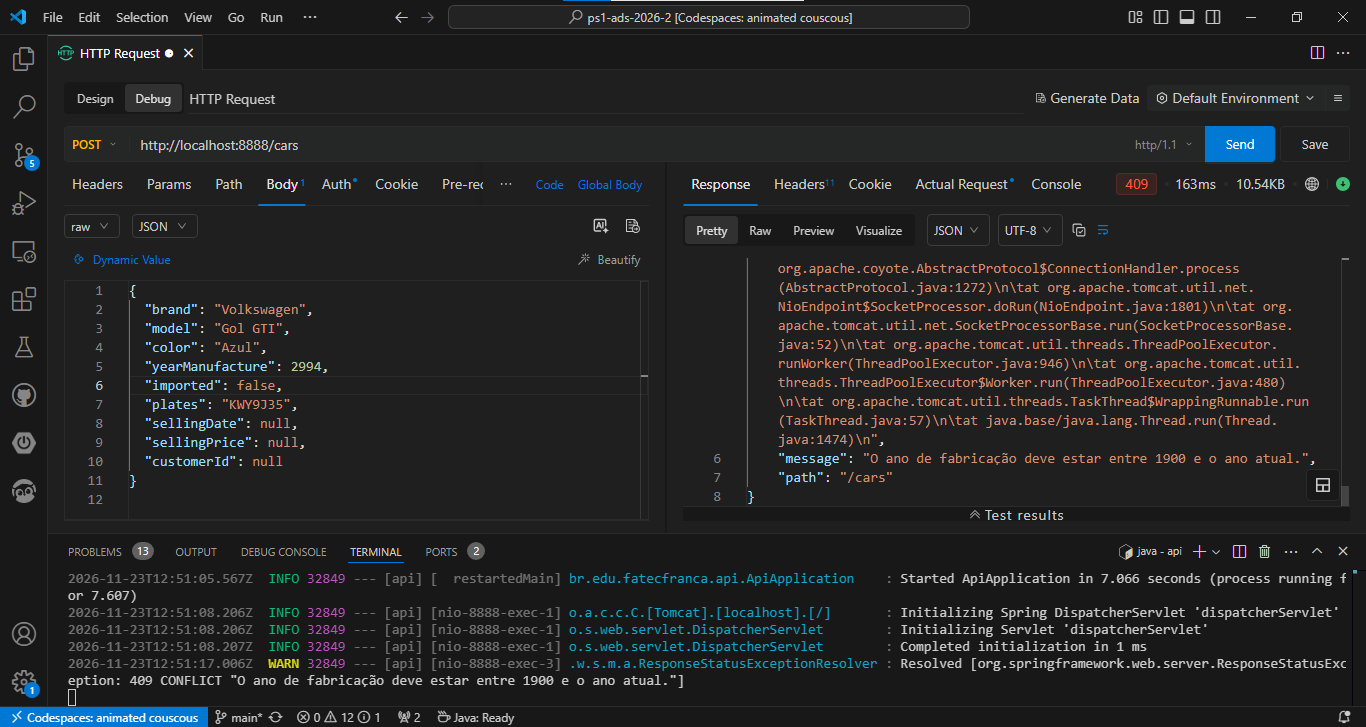 File Edit Selection View Go Run ··· ps1-ads-2026-2 [Codespaces: animated couscous]
HTTP HTTP Request
Design Debug HTTP Request Generate Data Default Environment
POST http://localhost:8888/cars http/1.1 Send Save
Headers Params Path Body 1 Auth Cookie Pre-rec ··· Code Global Body
raw JSON
Dynamic Value Beautify
1 {
2 "brand": "Volkswagen",
3 "model": "Gol GTI",
4 "color": "Azul",
5 "yearManufacture": 2994,
6 "imported": false,
7 "plates": "KWY9J35",
8 "sellingDate": null,
9 "sellingPrice": null,
10 "customerId": null
11 }
12
Response Headers 11 Cookie Actual Request Console 409 163ms 10.54KB
Pretty Raw Preview Visualize JSON UTF-8
org.apache.coyote.AbstractProtocol$ConnectionHandler.process
(AbstractProtocol.java:1272)\n\tat org.apache.tomcat.util.net.
NioEndpoint$SocketProcessor.doRun(NioEndpoint.java:1801)\n\tat org.
apache.tomcat.util.net.SocketProcessorBase.run(SocketProcessorBase.
java:52)\n\tat org.apache.tomcat.util.threads.ThreadPoolExecutor.
runWorker(ThreadPoolExecutor.java:946)\n\tat org.apache.tomcat.util.
threads.ThreadPoolExecutor$Worker.run(ThreadPoolExecutor.java:480)
\n\tat org.apache.tomcat.util.threads.TaskThread$WrappingRunnable.run
(TaskThread.java:57)\n\tat java.base/java.lang.Thread.run(Thread.
java:1474)\n",
6 "message": "O ano de fabricação deve estar entre 1900 e o ano atual.",
7 "path": "/cars"
8 }
Test results
PROBLEMS 13 OUTPUT DEBUG CONSOLE TERMINAL PORTS 2 java - api
2026-11-23T12:51:05.567Z INFO 32849 --- [api] [ restartedMain] br.edu.fatecfranca.api.ApiApplication : Started ApiApplication in 7.066 seconds (process running f
or 7.607)
2026-11-23T12:51:08.206Z INFO 32849 --- [api] [nio-8888-exec-1] o.a.c.c.C.[Tomcat].[localhost].[/] : Initializing Spring DispatcherServlet 'dispatcherServlet'
2026-11-23T12:51:08.206Z INFO 32849 --- [api] [nio-8888-exec-1] o.s.web.servlet.DispatcherServlet : Initializing Servlet 'dispatcherServlet'
2026-11-23T12:51:08.207Z INFO 32849 --- [api] [nio-8888-exec-1] o.s.web.servlet.DispatcherServlet : Completed initialization in 1 ms
2026-11-23T12:51:17.006Z WARN 32849 --- [api] [nio-8888-exec-3] .w.s.m.a.ResponseStatusExceptionResolver : Resolved [org.springframework.web.server.ResponseStatusExc
eption: 409 CONFLICT "O ano de fabricação deve estar entre 1900 e o ano atual."]
5
1
Codespaces: animated couscous main* 0 12 1 2 Java: Ready